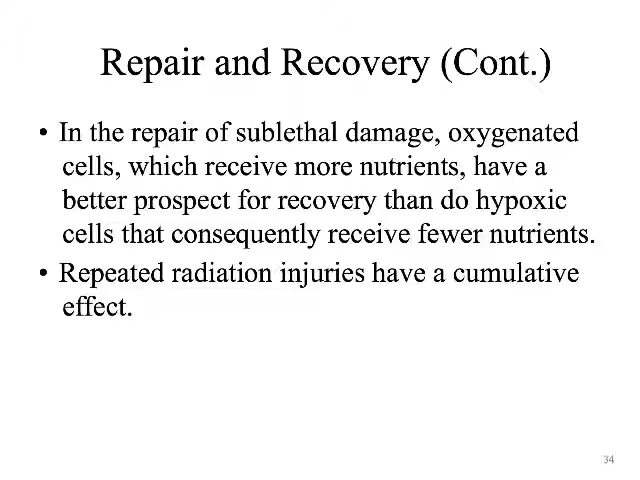 Repair and Recovery (Cont.)
• In the repair of sublethal damage, oxygenated
cells, which receive more nutrients, have a
better prospect for recovery than do hypoxic
cells that consequently receive fewer nutrients.
• Repeated radiation injuries have a cumulative
effect.
34